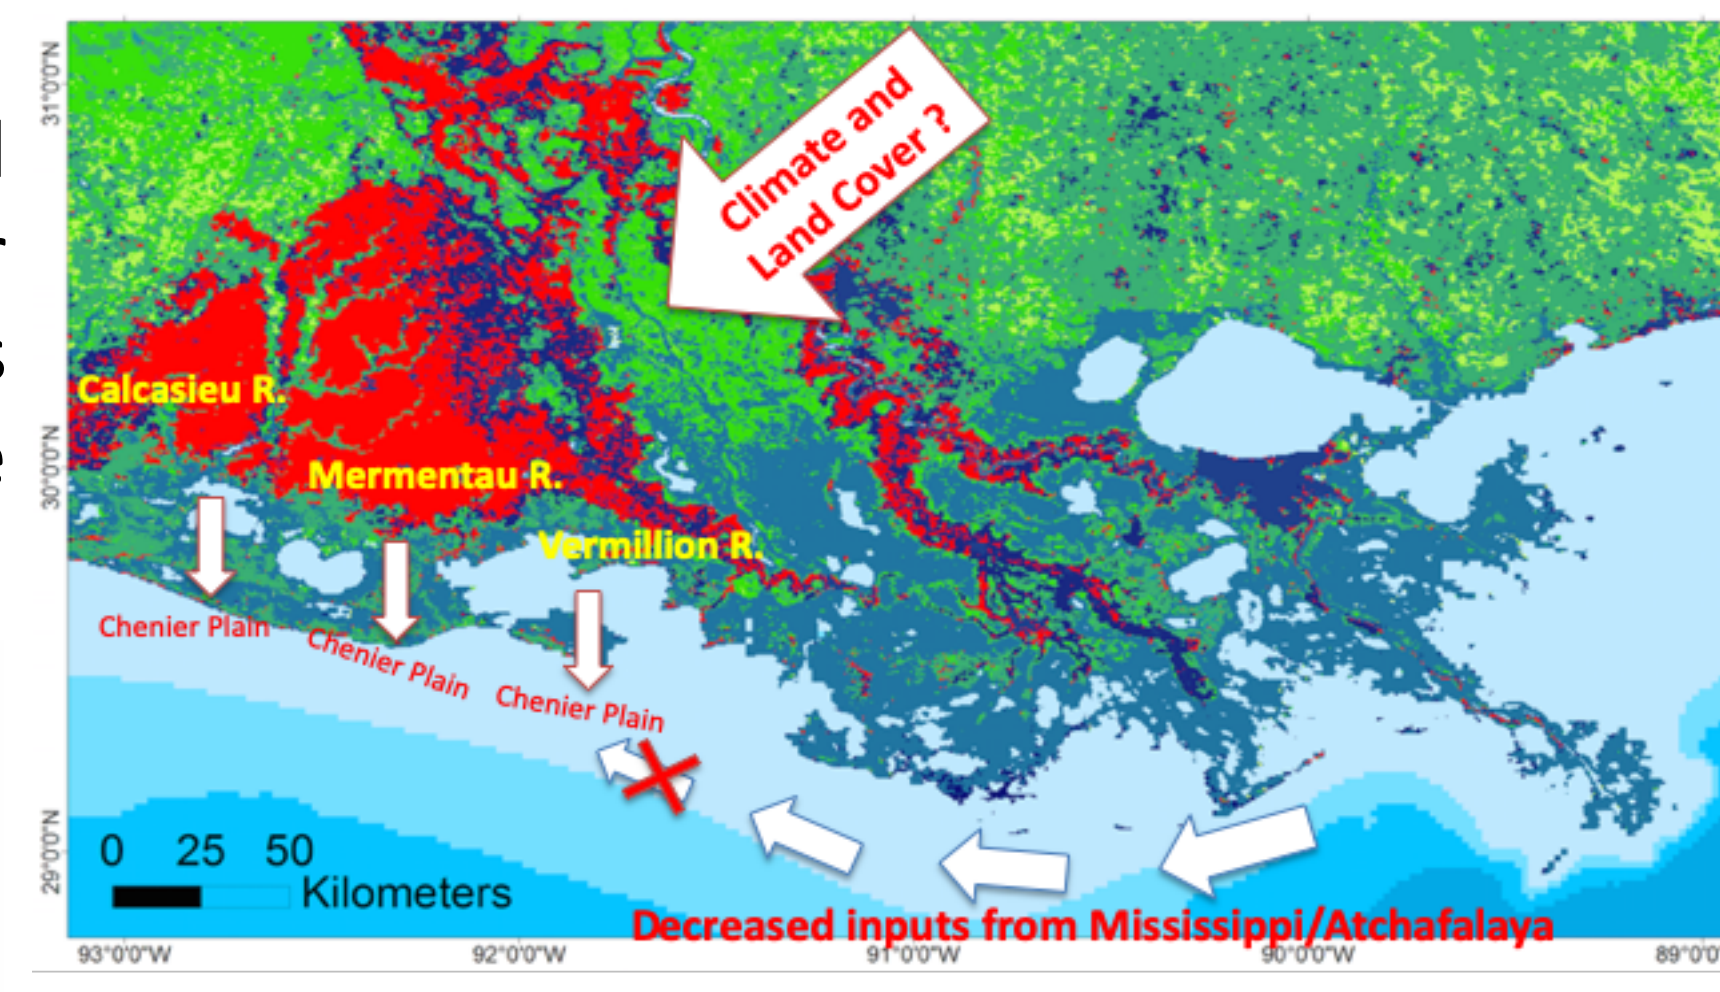 31°0'0"N
Climate and
Land Cover ?
Calcasieu R.
30°0'0"N
Mermentau R.
Vermillion R.
Chenier Plain
Chenier Plain
Chenier Plain
29°0'0"N
0 25 50
Kilometers
Decreased inputs from Mississippi/Atchafalaya
93°0'0"W 92°0'0"W 91°0'0"W 90°0'0"W